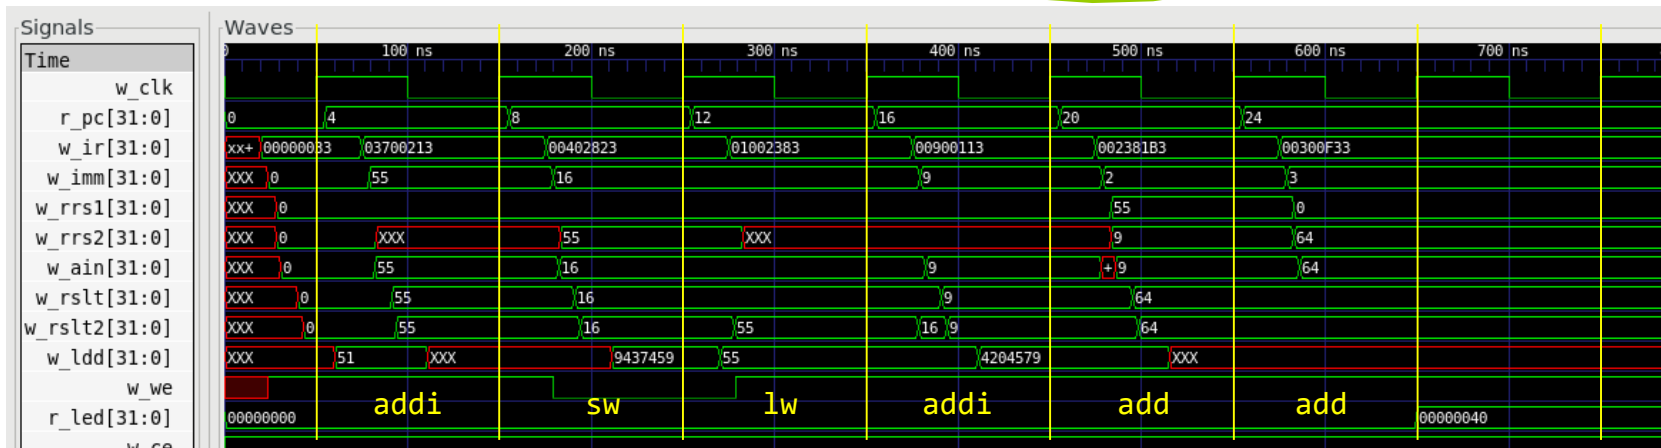 Signals Waves
Time 0 100 ns 200 ns 300 ns 400 ns 500 ns 600 ns 700 ns
w_clk
r_pc[31:0] 0 4 8 12 16 20 24
w_ir[31:0] xx+ 00000033 03700213 00402823 01002383 00900113 002381B3 00300F33
w_imm[31:0] XXX 0 55 16 9 2 3
w_rrs1[31:0] XXX 0 55 0
w_rrs2[31:0] XXX 0 XXX 55 XXX 9 64
w_ain[31:0] XXX 0 55 16 9 + 9 64
w_rslt[31:0] XXX 0 55 16 9 64
w_rslt2[31:0] XXX 0 55 16 55 16 9 64
w_ldd[31:0] XXX 51 XXX 9437459 55 4204579 XXX
w_we
addi sw lw addi add add
r_led[31:0] 00000000 00000040